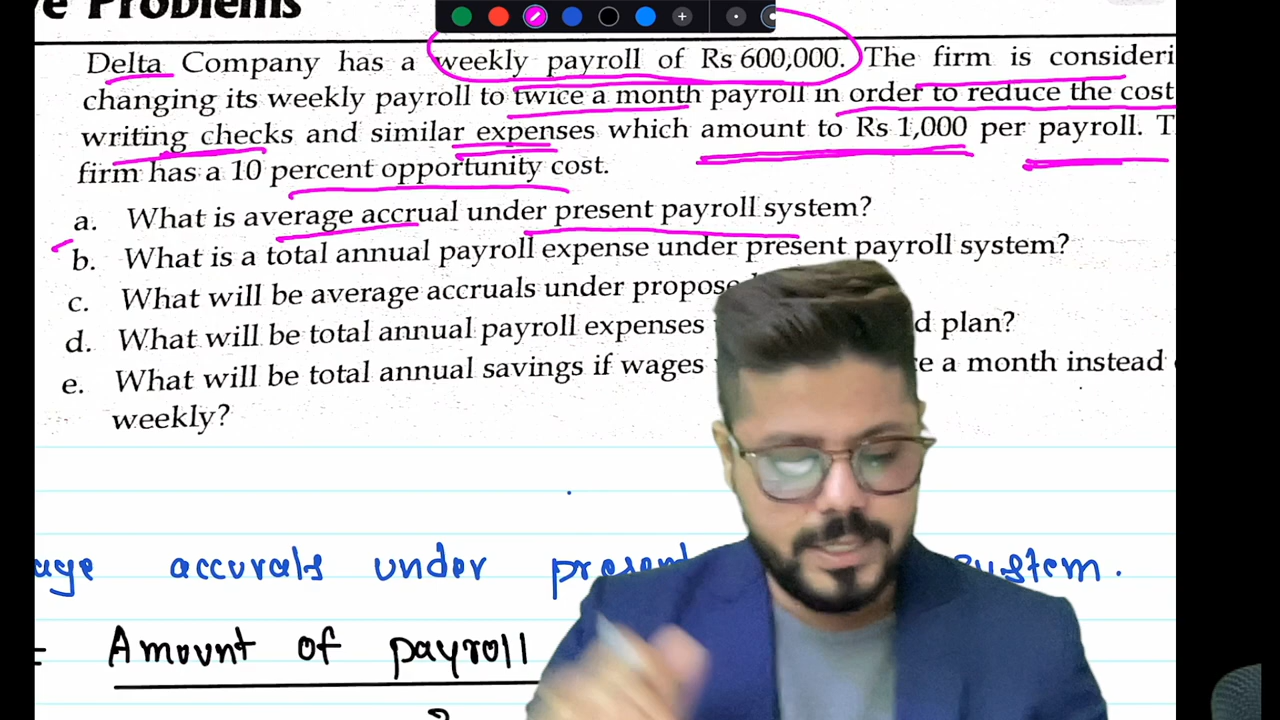 e Problems
Delta Company has a weekly payroll of Rs 600,000. The firm is consideri
changing its weekly payroll to twice a month payroll in order to reduce the cost
writing checks and similar expenses which amount to Rs 1,000 per payroll. T
firm has a 10 percent opportunity cost.
a. What is average accrual under present payroll system?
b. What is a total annual payroll expense under present payroll system?
c. What will be average accruals under propose
d. What will be total annual payroll expenses d plan?
e. What will be total annual savings if wages e a month instead
weekly?
age accurals under present system.
= Amount of payroll
2